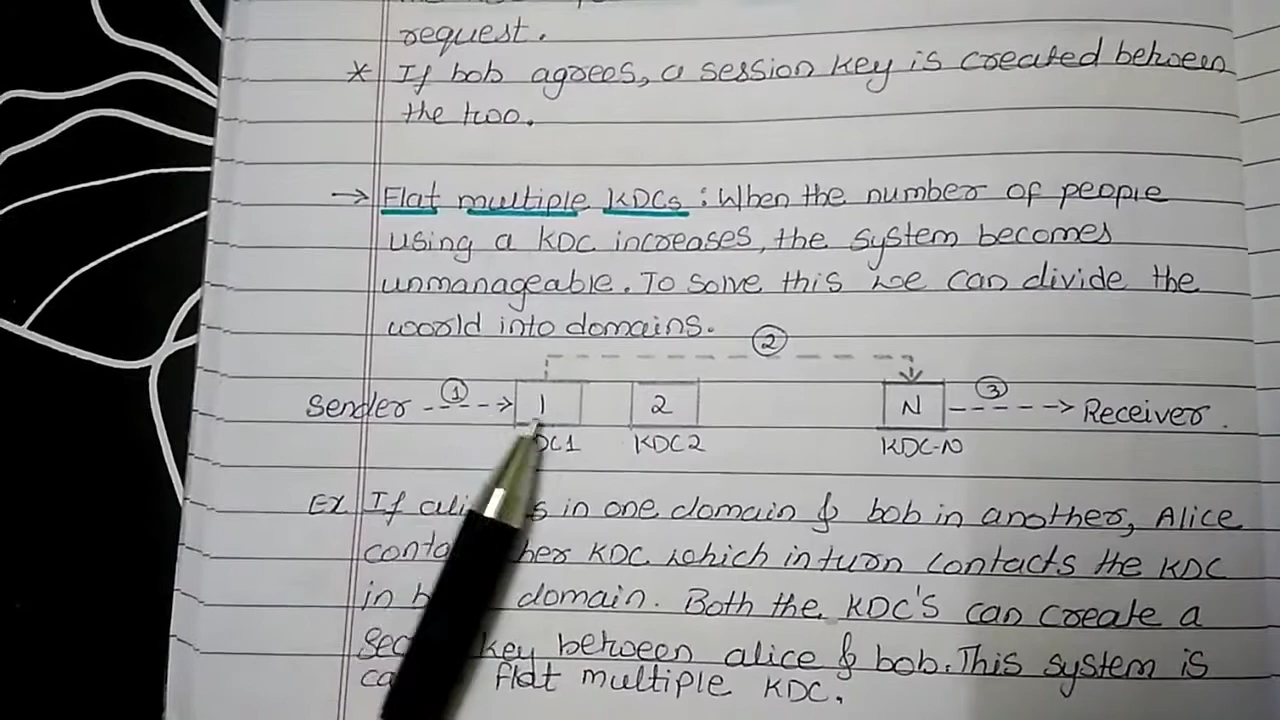 request.
* If bob agrees, a session key is created between
the two.
→ Flat multiple KDCs : When the number of people
using a KDC increases, the system becomes
unmanageable. To solve this we can divide the
world into domains.
②
Sender ① 1 2 N ③ Receiver.
DC1 KDC2 KDC-N
Ex If in one domain & bob in another, Alice
her KDC which inturn contacts the KDC
in domain. Both the KDC'S can create a
key between alice & bob. This system is
flat multiple KDC.